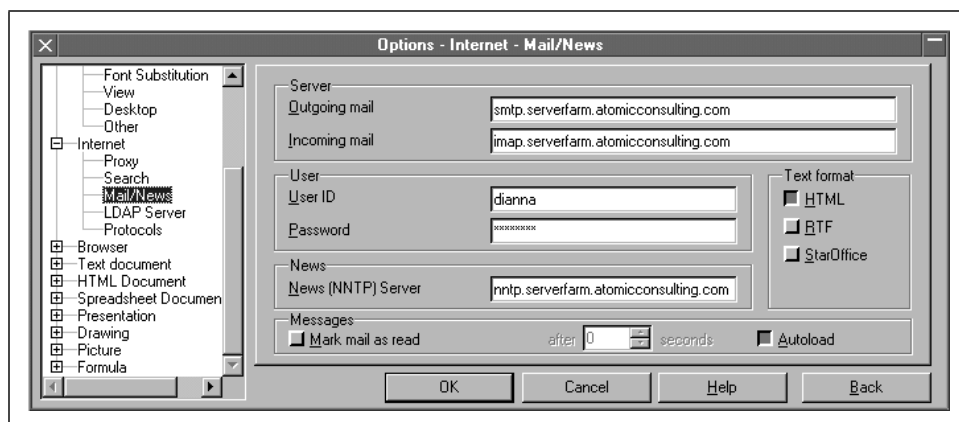 Options - Internet - Mail/News
Font Substitution
View
Desktop
Other
Internet
Proxy
Search
Mail/News
LDAP Server
Protocols
Browser
Text document
HTML Document
Spreadsheet Documen
Presentation
Drawing
Picture
Formula
Server
Outgoing mail smtp.serverfarm.atomicconsulting.com
Incoming mail imap.serverfarm.atomicconsulting.com
User
User ID dianna
Password ********
News
News (NNTP) Server nntp.serverfarm.atomicconsulting.com
Text format
HTML
RTF
StarOffice
Messages
Mark mail as read after 0 seconds Autoload
OK Cancel Help Back